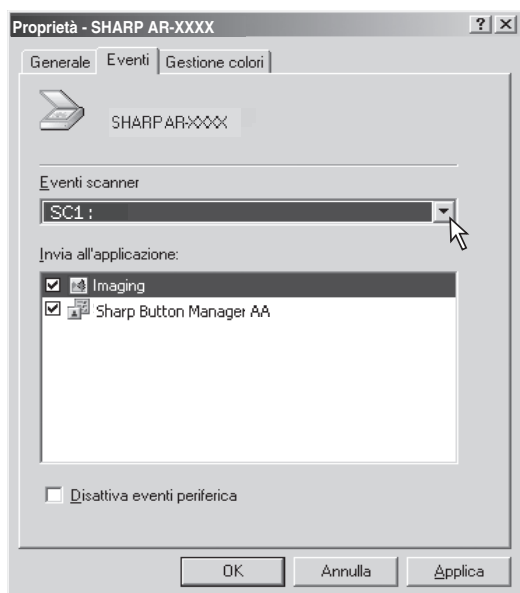 Proprietà - SHARP AR-XXXX
Generale Eventi Gestione colori
SHARP AR-XXXX
Eventi scanner
SC1:
Invia all'applicazione:
Imaging
Sharp Button Manager AA
Disattiva eventi periferica
OK Annulla Applica